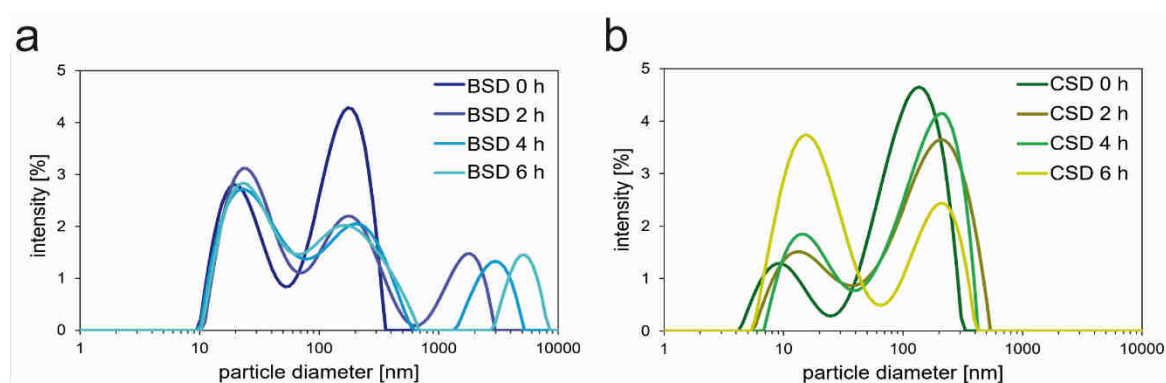 a
5
4
3
2
1
0
intensity [%]
1
10
100
1000
10000
particle diameter [nm]
BSD 0 h
BSD 2 h
BSD 4 h
BSD 6 h
b
5
4
3
2
1
0
intensity [%]
1
10
100
1000
10000
particle diameter [nm]
CSD 0 h
CSD 2 h
CSD 4 h
CSD 6 h